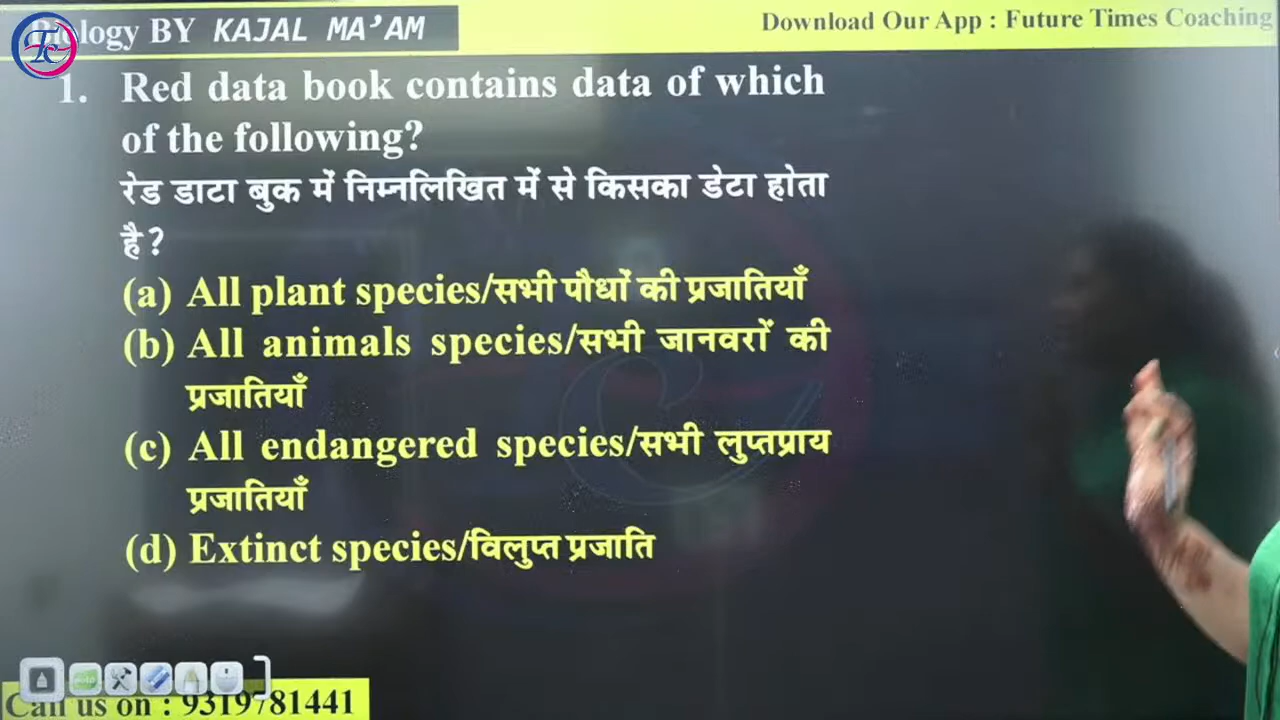 Biology BY KAJAL MA'AM
Download Our App : Future Times Coaching
1. Red data book contains data of which
of the following?
रेड डाटा बुक में निम्नलिखित में से किसका डेटा होता
है?
(a) All plant species/सभी पौधों की प्रजातियाँ
(b) All animals species/सभी जानवरों की
प्रजातियाँ
(c) All endangered species/सभी लुप्तप्राय
प्रजातियाँ
(d) Extinct species/विलुप्त प्रजाति
Call us on : 9319781441